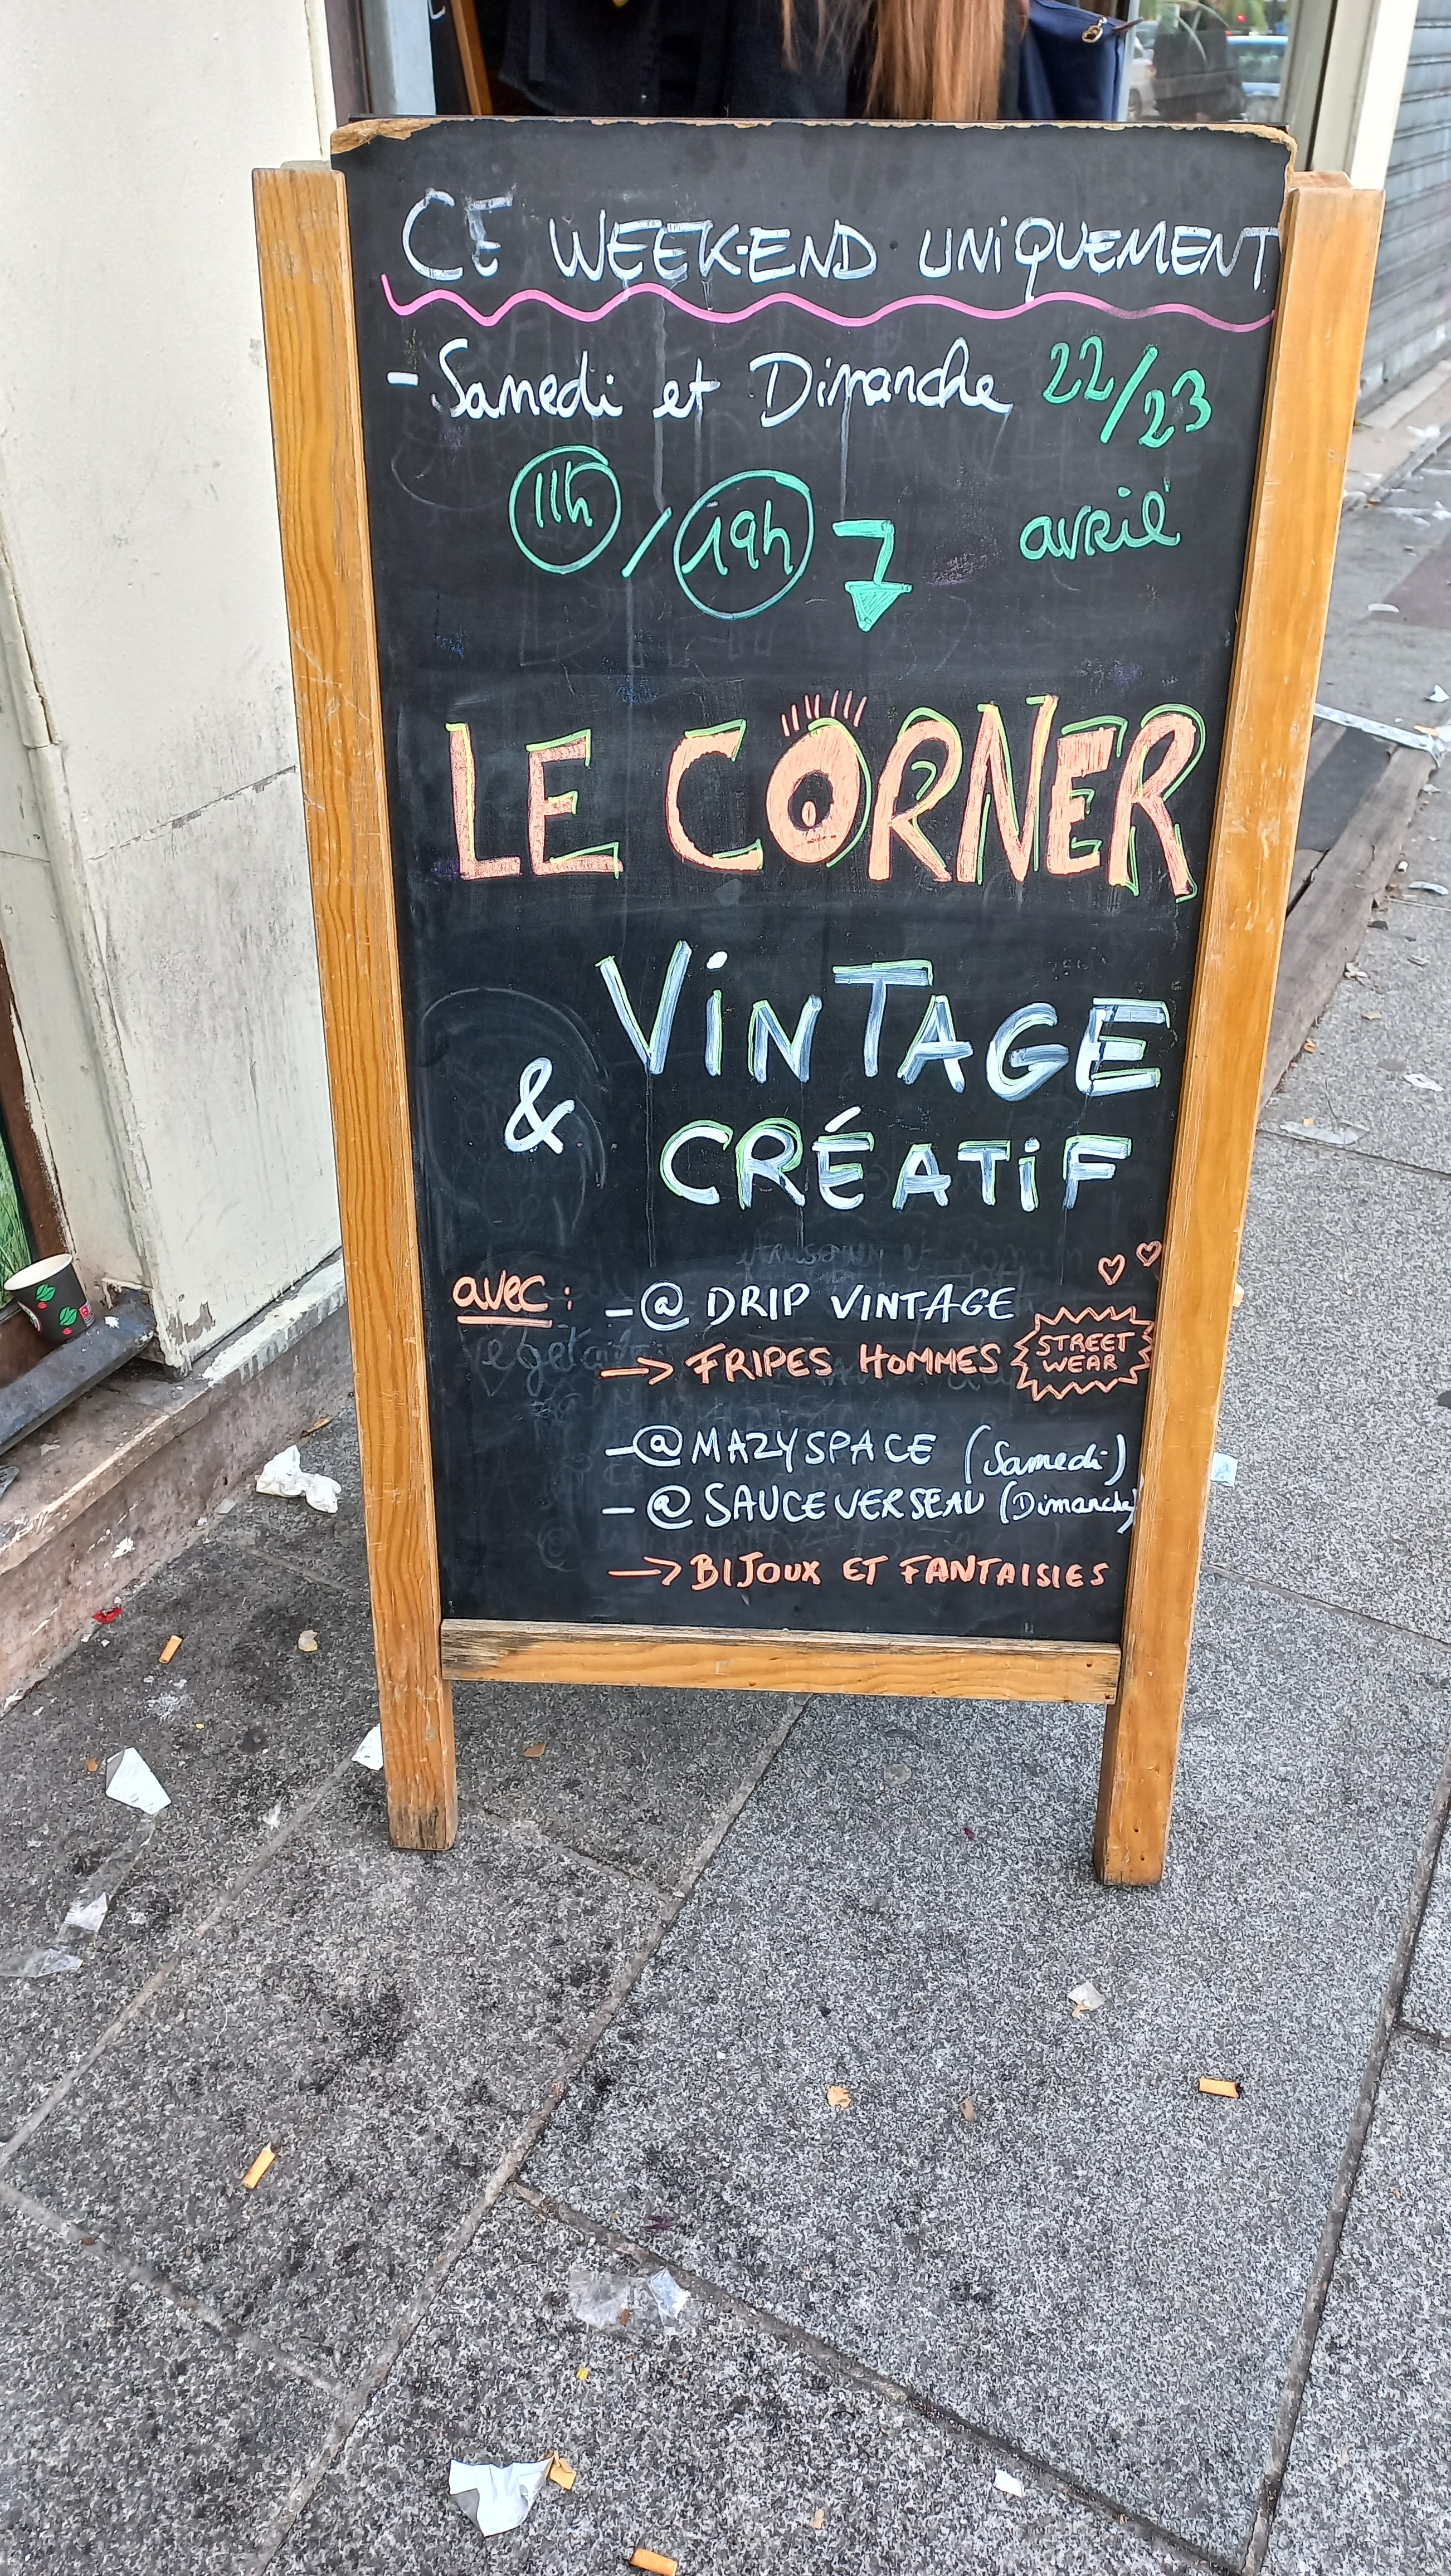 CE WEEK-END UNiQUEMENT
- Samedi et Dimanche 22/23
11h / 19h avril
LE CORNER
ViNTAGE
& CRÉATiF
avec : - @ DRIP VINTAGE
-> FRIPES HOMMES STREET WEAR
- @MAZYSPACE (Samedi)
- @SAUCEVERSEAU (Dimanche)
-> BIJOUX ET FANTAISIES